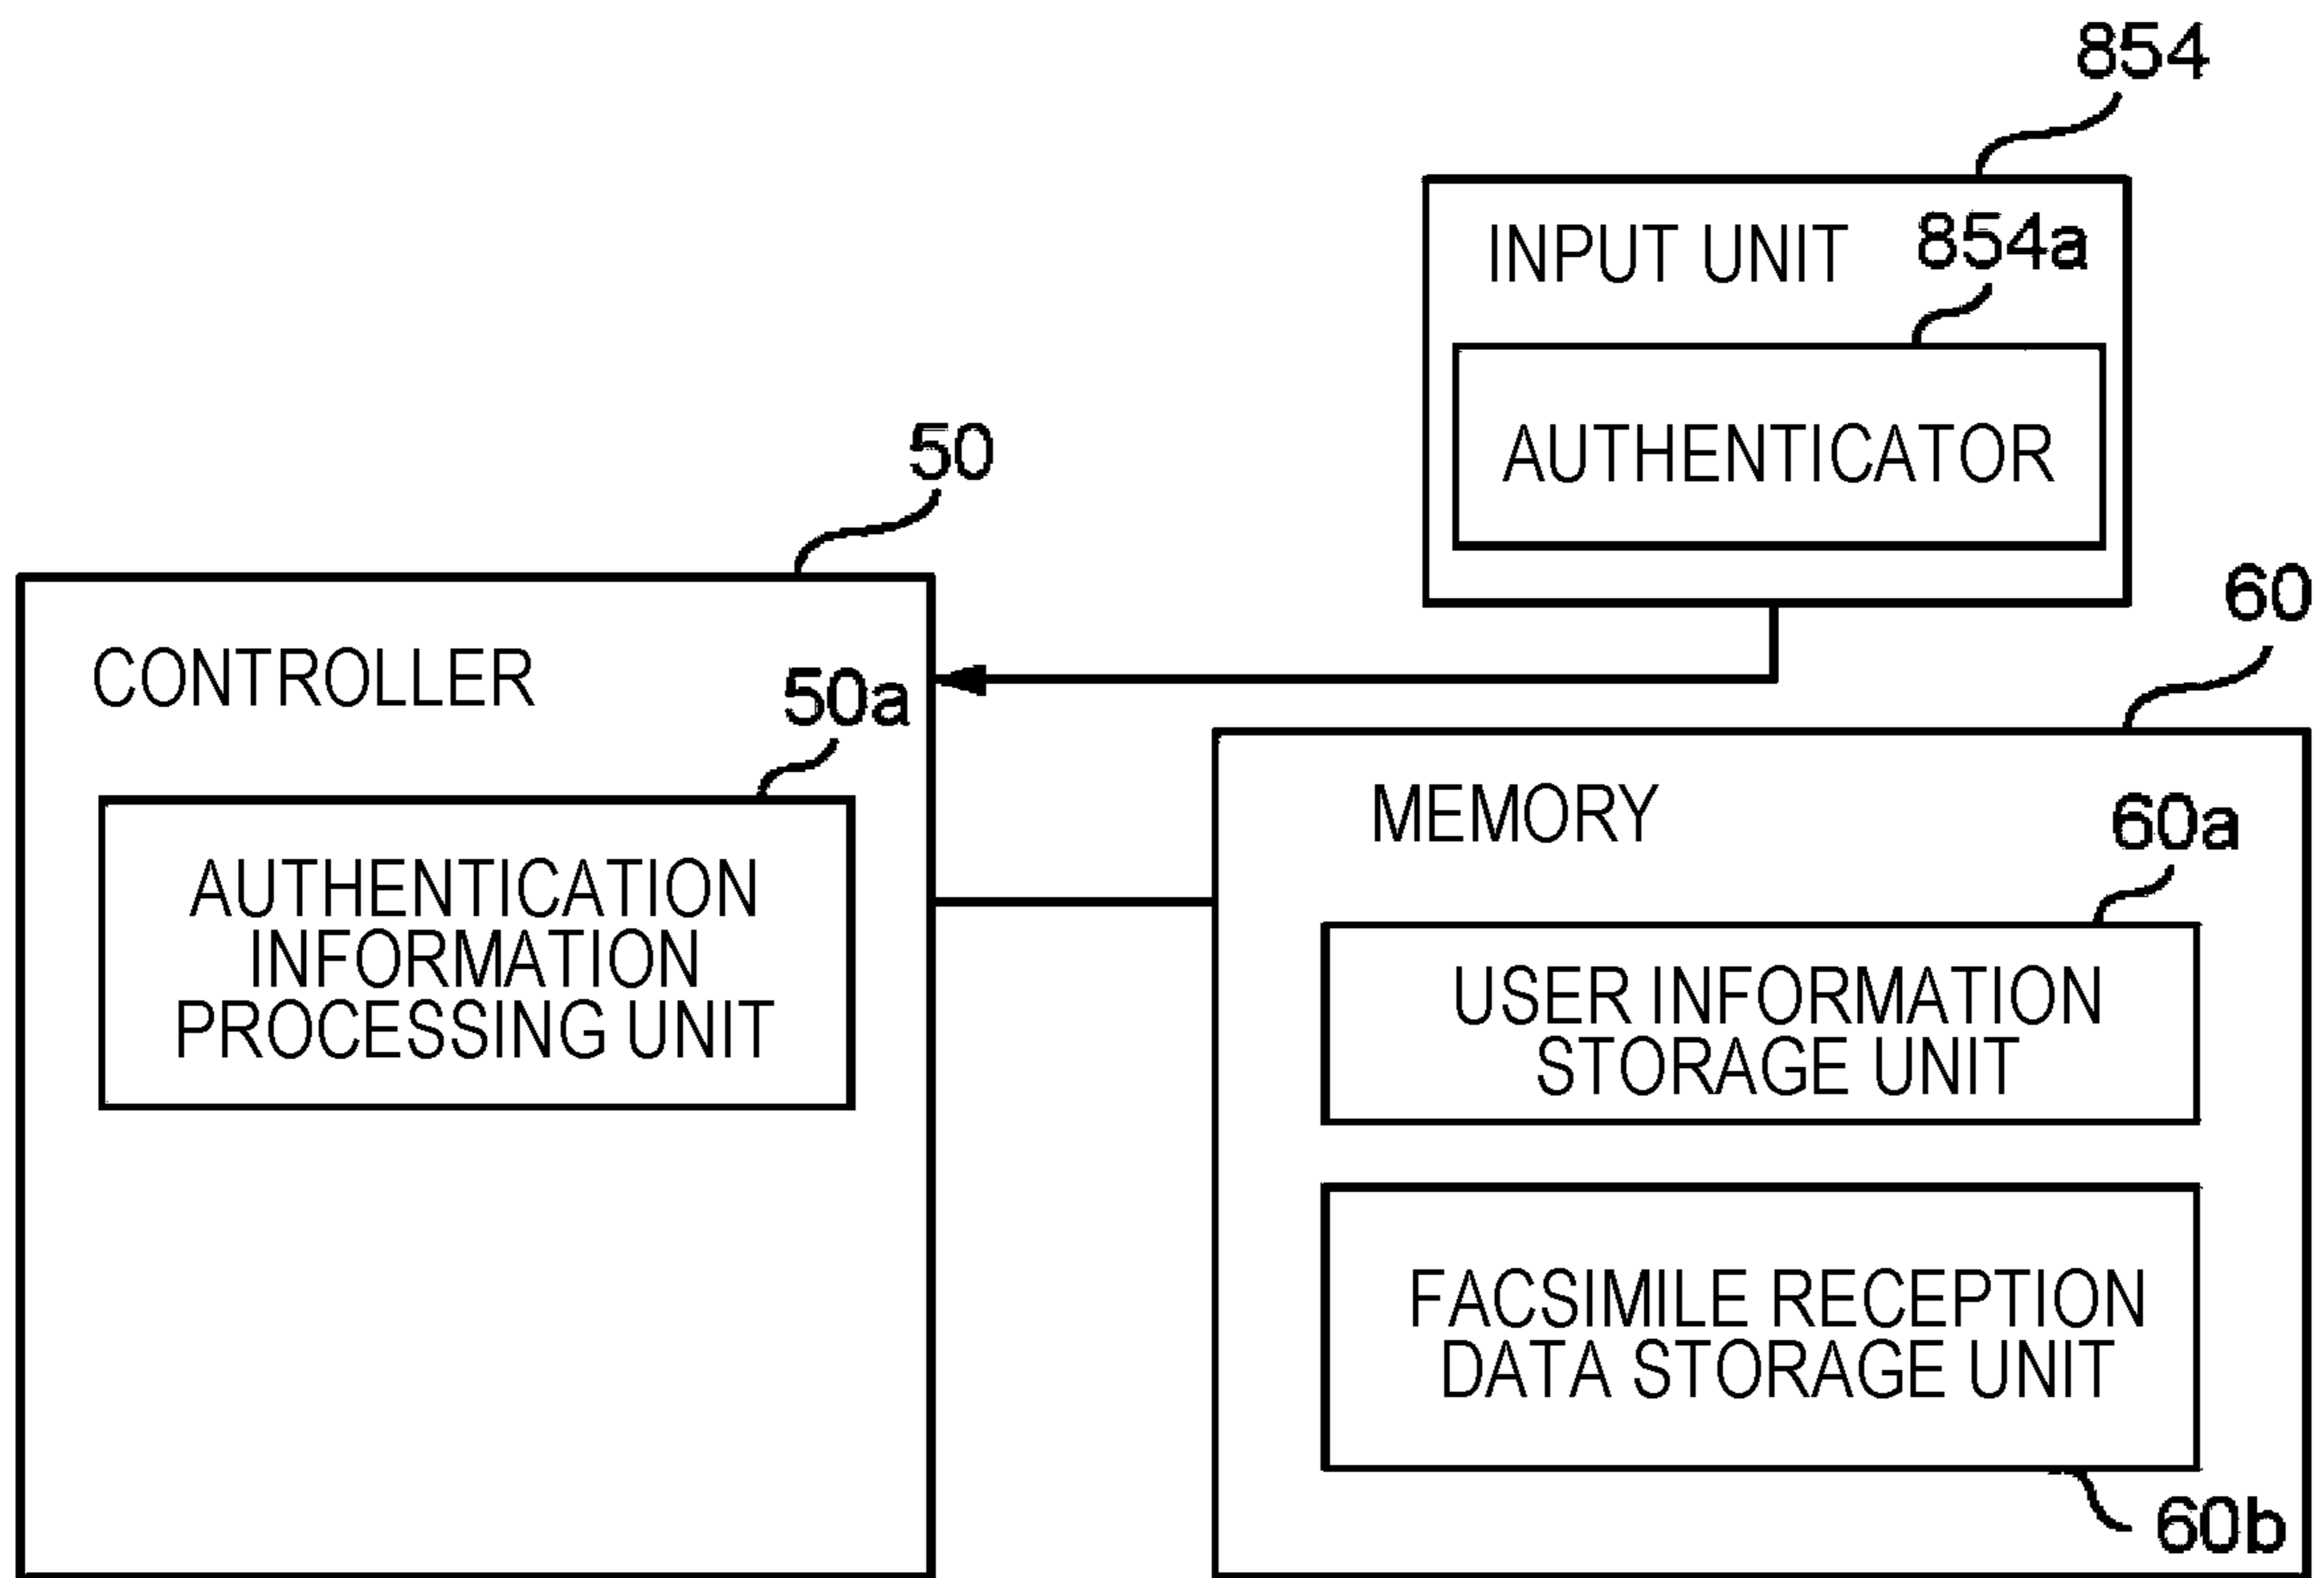 854
INPUT UNIT
854a
AUTHENTICATOR
50
CONTROLLER
50a
AUTHENTICATION
INFORMATION
PROCESSING UNIT
60
MEMORY
60a
USER INFORMATION
STORAGE UNIT
FACSIMILE RECEPTION
DATA STORAGE UNIT
60b